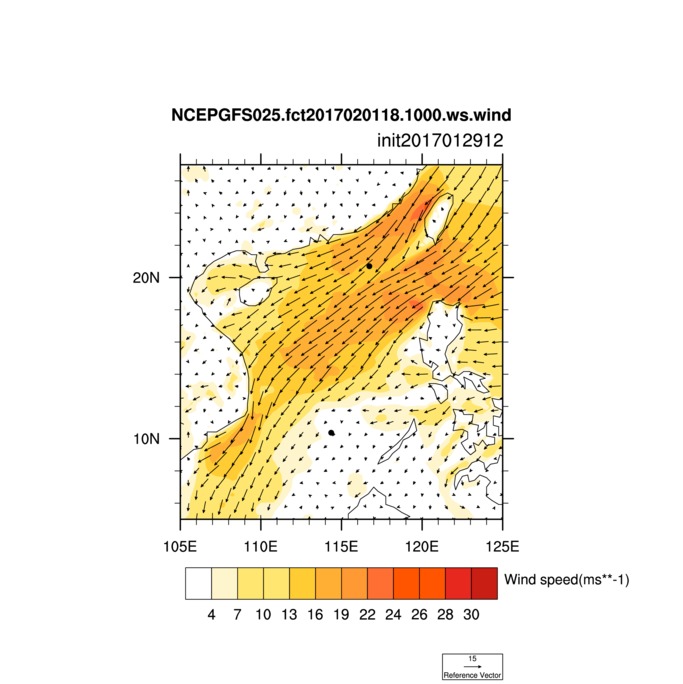 NCEPGFS025.fct2017020118.1000.ws.wind
init2017012912
20N
10N
105E 110E 115E 120E 125E
Wind speed(ms**-1)
4 7 10 13 16 19 22 24 26 28 30
15
Reference Vector